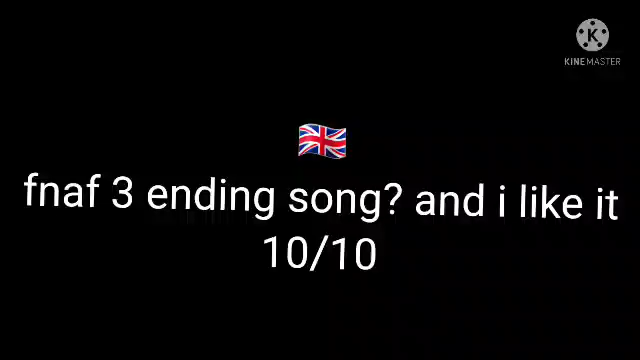 K
KINEMASTER
🇬🇧
fnaf 3 ending song? and i like it
10/10